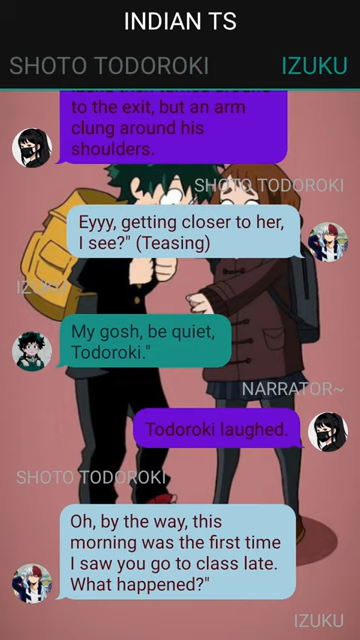 INDIAN TS
SHOTO TODOROKI
IZUKU
to the exit, but an arm
clung around his
shoulders.
SHOTO TODOROKI
Eyyy, getting closer to her,
I see?" (Teasing)
IZUKU
My gosh, be quiet,
Todoroki."
NARRATOR~
Todoroki laughed.
SHOTO TODOROKI
Oh, by the way, this
morning was the first time
I saw you go to class late.
What happened?"
IZUKU